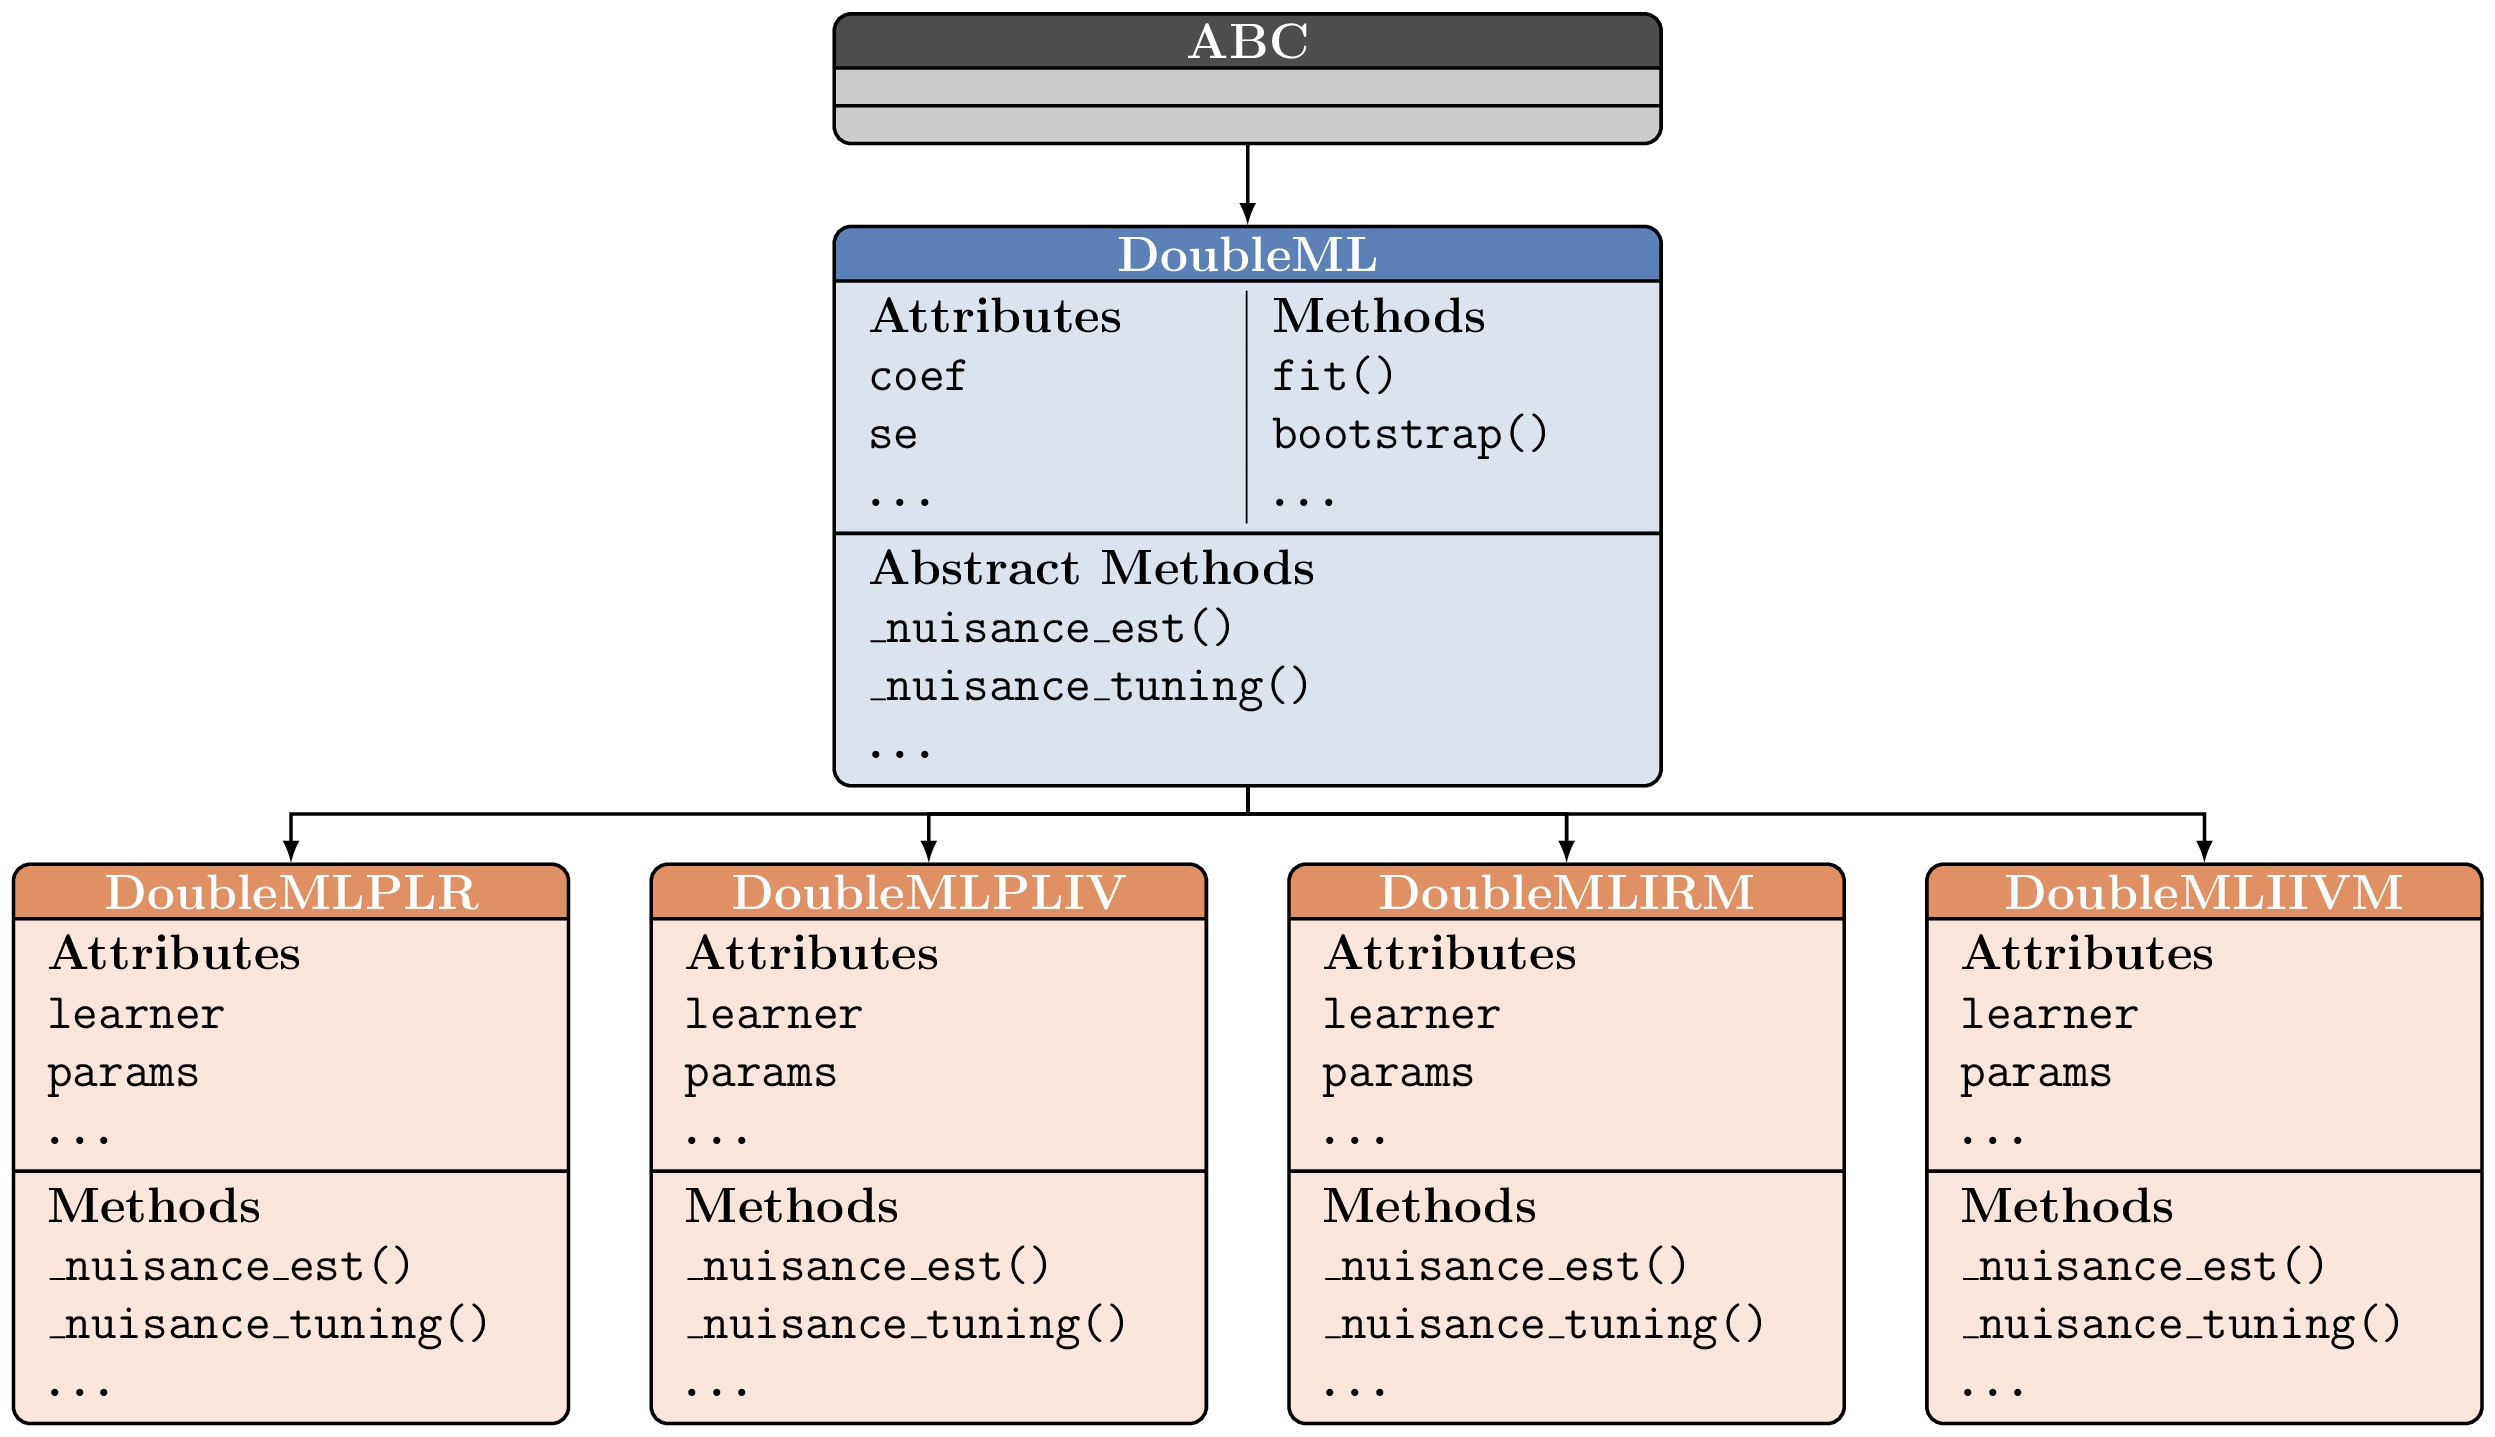 ABC
DoubleML
Attributes
coef
se
...
Methods
fit()
bootstrap()
...
Abstract Methods
_nuisance_est()
_nuisance_tuning()
...
DoubleMLPLR
Attributes
learner
params
...
Methods
_nuisance_est()
_nuisance_tuning()
...
DoubleMLPLIV
Attributes
learner
params
...
Methods
_nuisance_est()
_nuisance_tuning()
...
DoubleMLIRM
Attributes
learner
params
...
Methods
_nuisance_est()
_nuisance_tuning()
...
DoubleMLIIVM
Attributes
learner
params
...
Methods
_nuisance_est()
_nuisance_tuning()
...